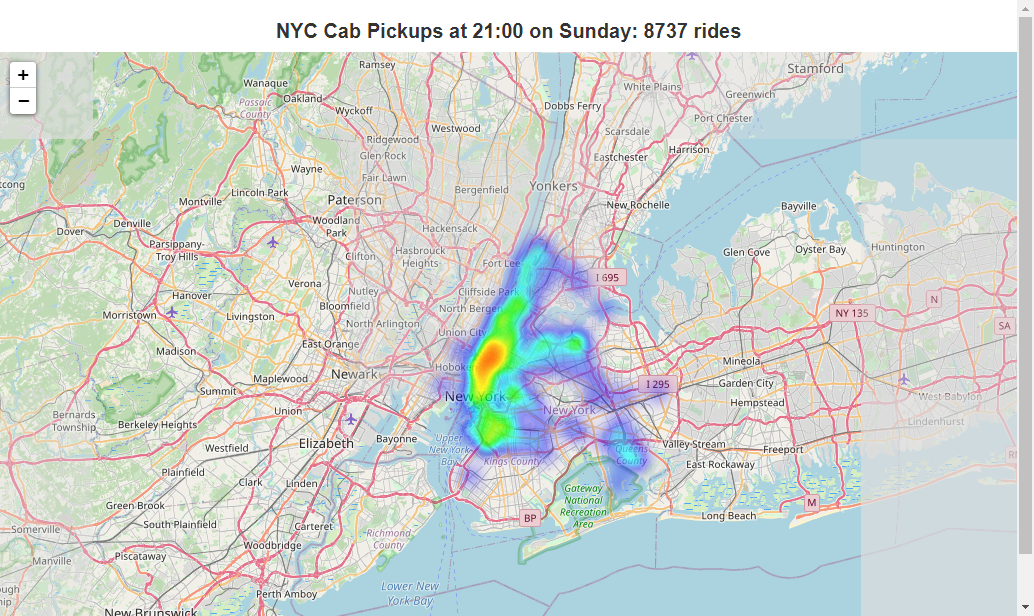 NYC Cab Pickups at 21:00 on Sunday: 8737 rides
+
−
Ramsey
Stamford
Wanaque
White Plains
Greenwich
Oakland
Passaic
County
Wyckoff
Dobbs Ferry
Port Chester
Westwood
Scarsdale
Ridgewood
Glen Rock
Eastchester
Harrison
Wayne
Fair Lawn
Lincoln Park
Bergenfield
Yonkers
Montville
Paterson
New Rochelle
Bayville
Denville
Woodland
Park
Hackensack
Dover
Parsippany-
Troy Hills
Clifton
Hasbrouck
Heights
Fort Lee
Glen Cove
Oyster Bay
Huntington
I 695
Verona
Nutley
Cliffside Park
Hanover
Bloomfield
North Bergen
N
Morristown
Livingston
North Arlington
NY 135
SA
East Orange
Union City
Madison
Newark
Hoboke
Mineola
Summit
Maplewood
I 295
Garden City
New York
Hempstead
West Babylon
Union
New York
Bernards
Township
Berkeley Heights
Lindenhurst
Elizabeth
Bayonne
Upper
New York
Bay
Westfield
Queens
County
Valley Stream
Freeport
Kings County
East Rockaway
Plainfield
Clark
Linden
Gateway
National
Recreation
Area
M
Green Brook
BP
Long Beach
South Plainfield
Carteret
Somerville
Richmond
County
Woodbridge
Piscataway
Manville
Lower New
York Bay
Perth Amboy
New Brunswick